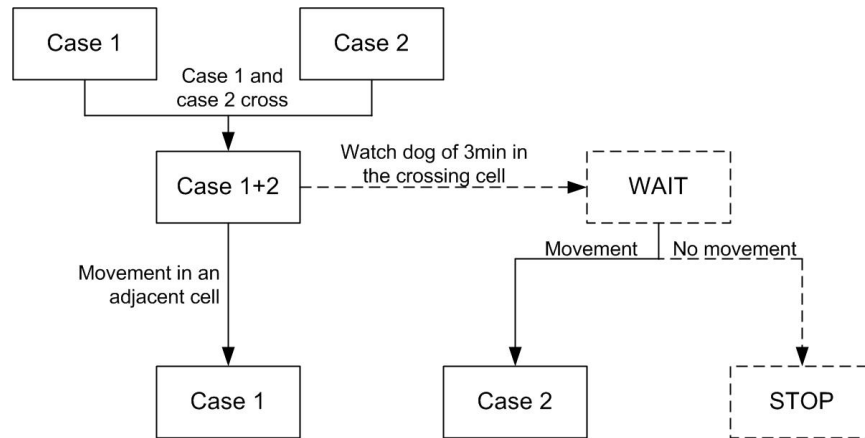 Case 1
Case 2
Case 1 and
case 2 cross
Case 1+2
Watch dog of 3min in
the crossing cell
WAIT
Movement
No movement
Movement in an
adjacent cell
Case 1
Case 2
STOP